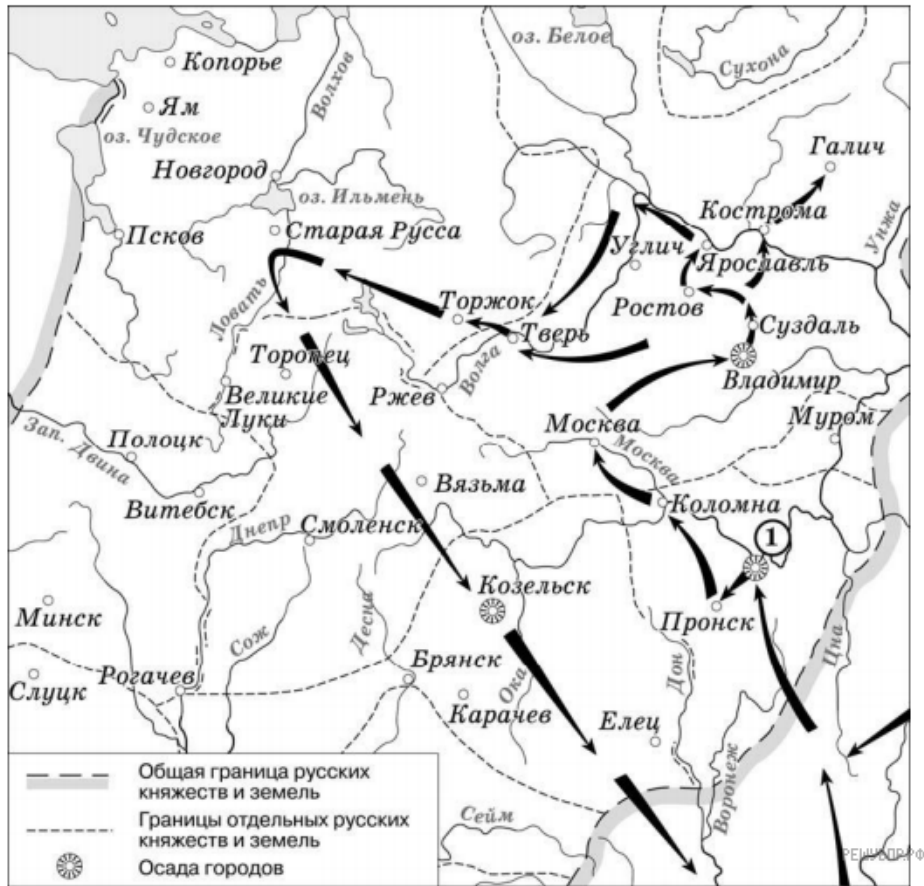 оз. Белое
Сухона
Копорье
Волхов
Ям
оз. Чудское
Галич
Новгород
оз. Ильмень
Кострома
Унжа
Псков
Старая Русса
Углич
Ярославль
Ловать
Торжок
Ростов
Тверь
Суздаль
Торопец
Волга
Великие
Луки
Ржев
Владимир
Зап. Двина
Полоцк
Москва
Муром
Москва
Витебск
Вязьма
Коломна
Днепр
Смоленск
1
Козельск
Минск
Сож
Десна
Пронск
Цна
Слуцк
Рогачев
Брянск
Ока
Дон
Карачев
Елец
Воронеж
Сейм
Общая граница русских
княжеств и земель
Границы отдельных русских
княжеств и земель
Осада городов
РЕШУВПР.РФ